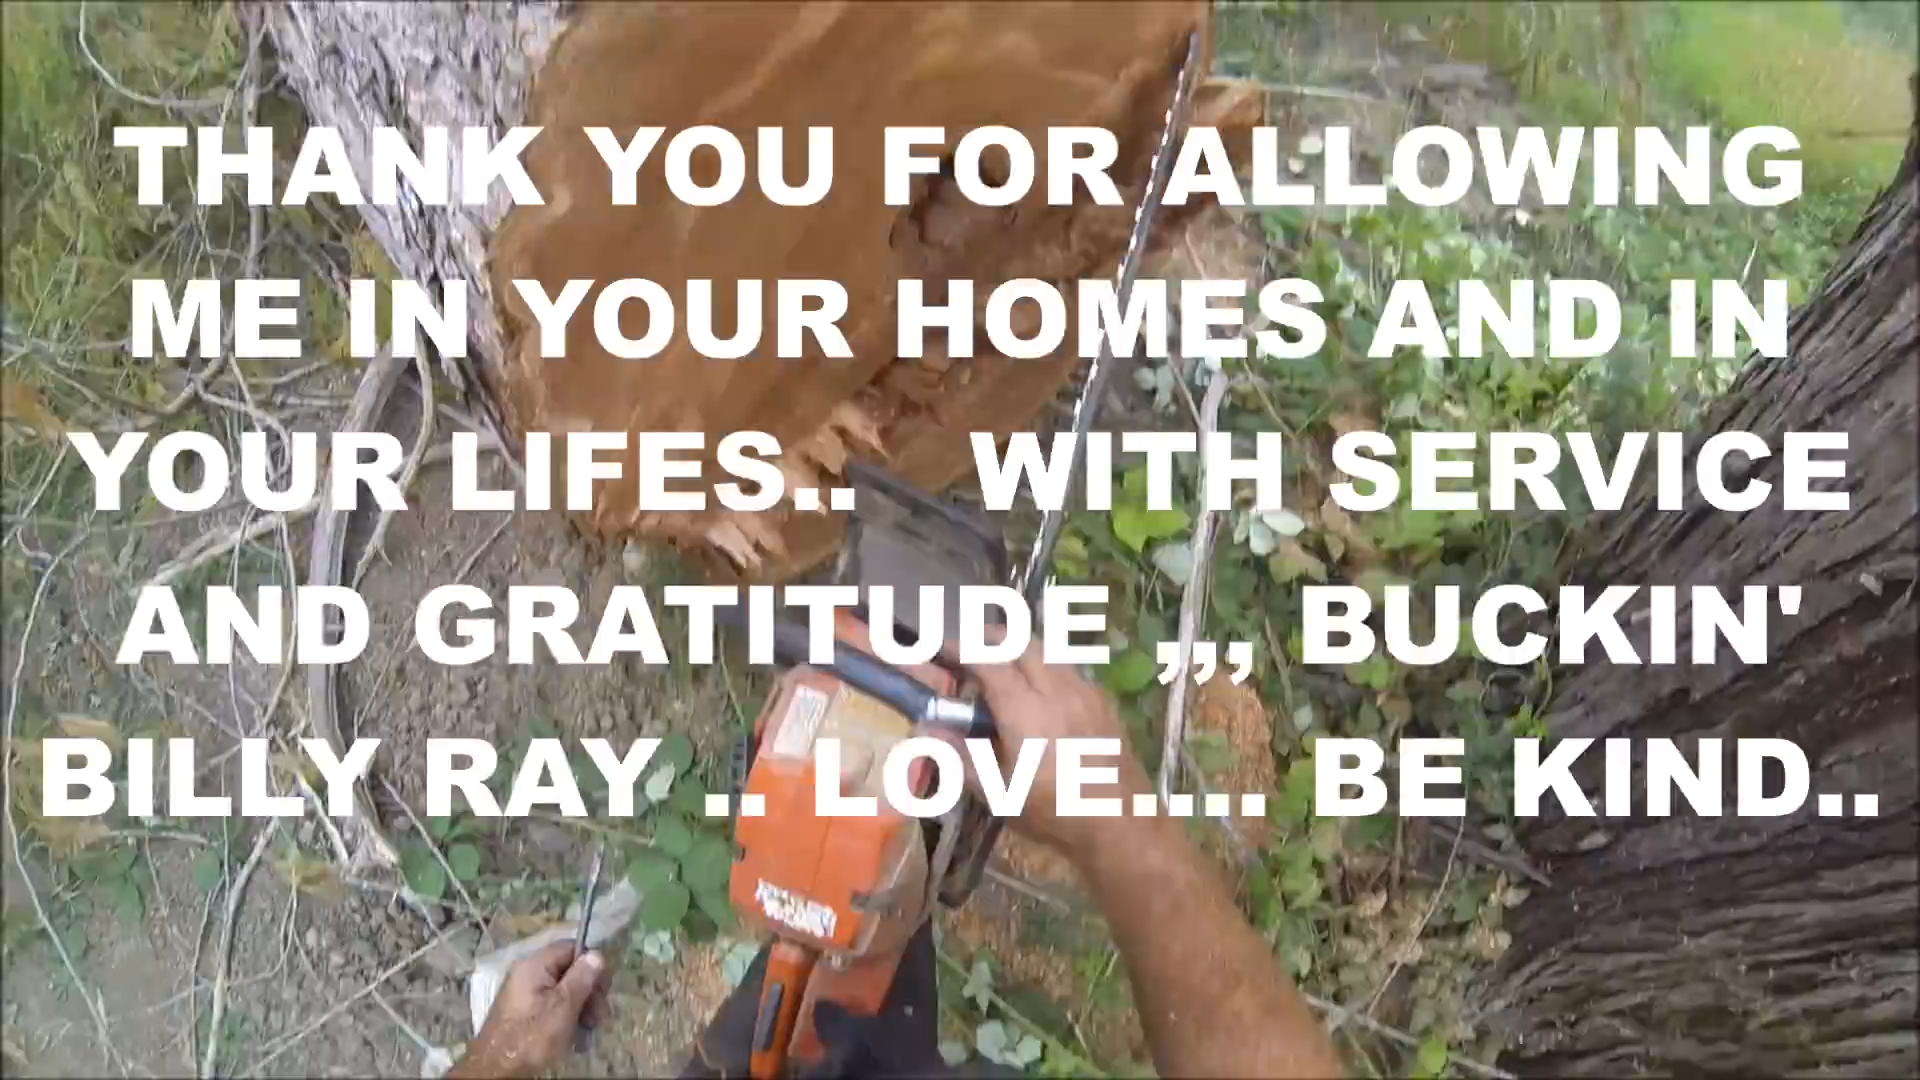 THANK YOU FOR ALLOWING
ME IN YOUR HOMES AND IN
YOUR LIFES..  WITH SERVICE
AND GRATITUDE ,,, BUCKIN'
BILLY RAY .. LOVE.... BE KIND..